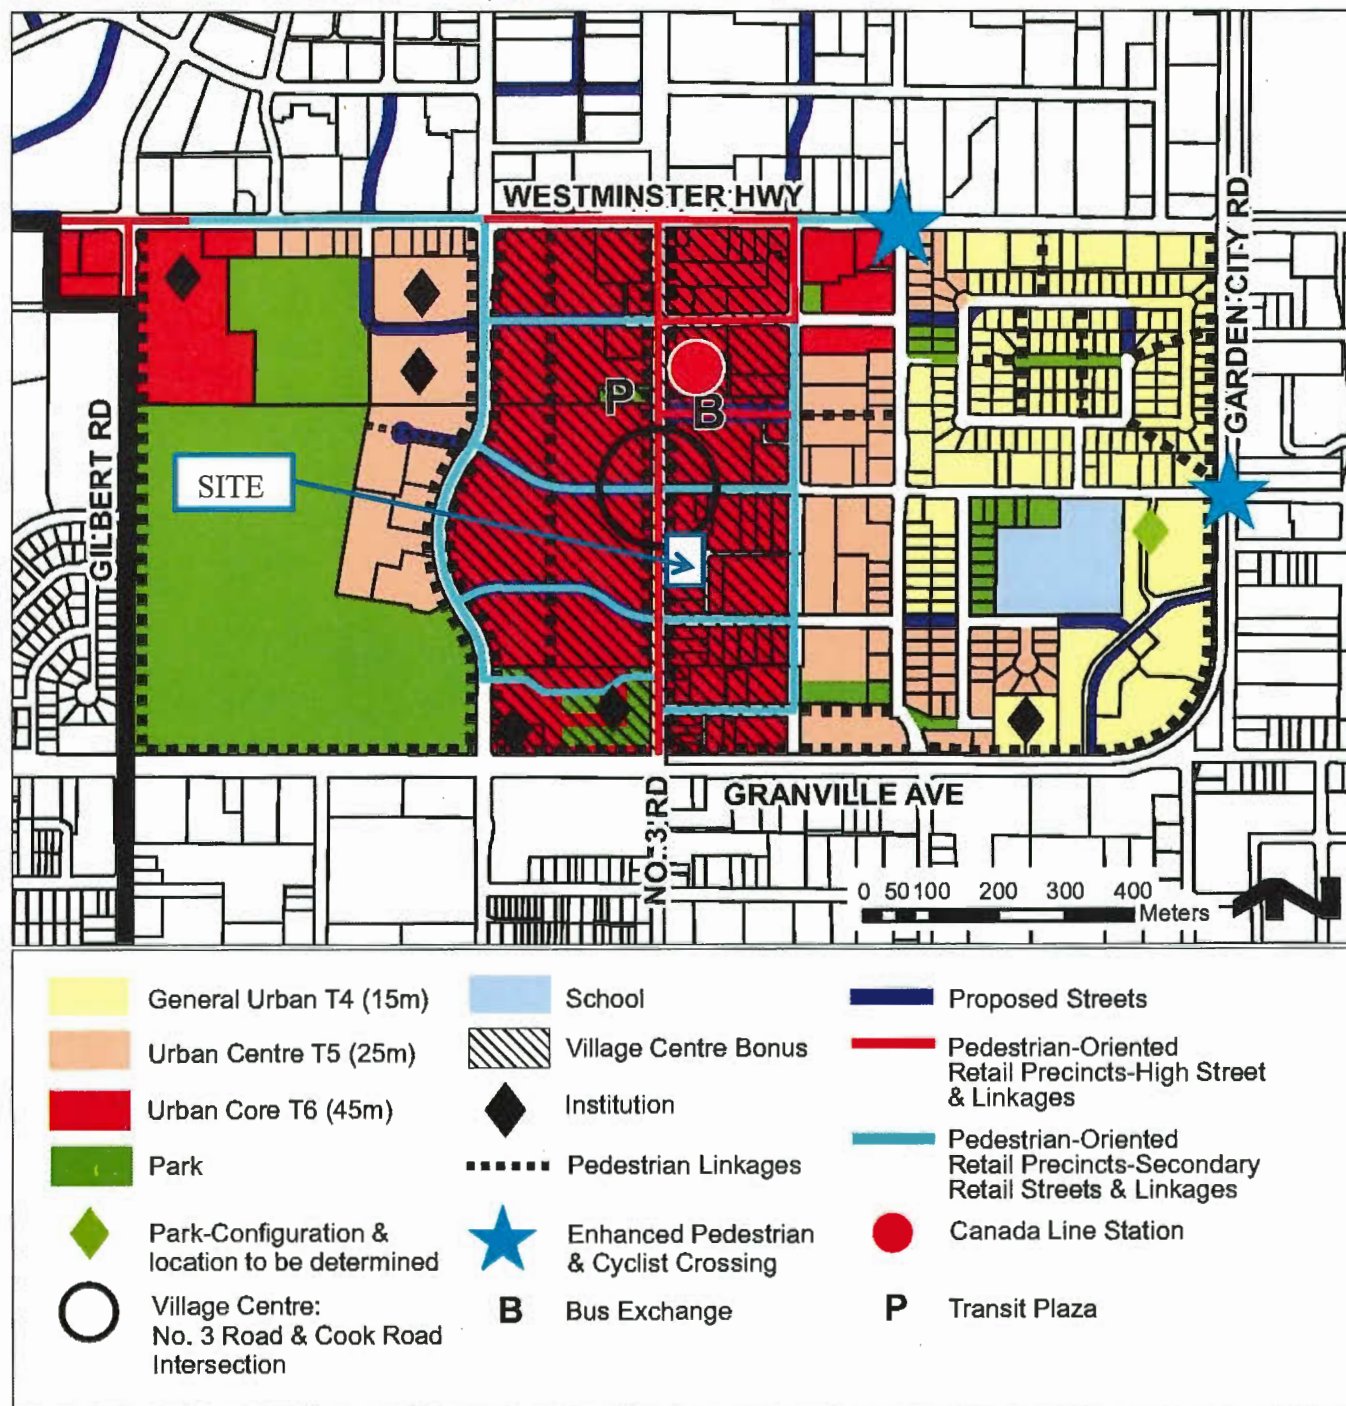 WESTMINSTER HWY
GARDEN CITY RD
P
B
GILBERT RD
SITE
GRANVILLE AVE
NO. 3 RD
0 50 100 200 300 400
Meters
General Urban T4 (15m)
Urban Centre T5 (25m)
Urban Core T6 (45m)
Park
Park-Configuration &
location to be determined
Village Centre:
No. 3 Road & Cook Road
Intersection
School
Village Centre Bonus
Institution
Pedestrian Linkages
Enhanced Pedestrian
& Cyclist Crossing
B Bus Exchange
Proposed Streets
Pedestrian-Oriented
Retail Precincts-High Street
& Linkages
Pedestrian-Oriented
Retail Precincts-Secondary
Retail Streets & Linkages
Canada Line Station
P Transit Plaza